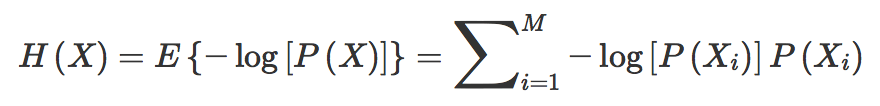 H (X) = E {− log [P (X)]} = ∑_{i=1}^{M} − log [P (X_i)] P (X_i)